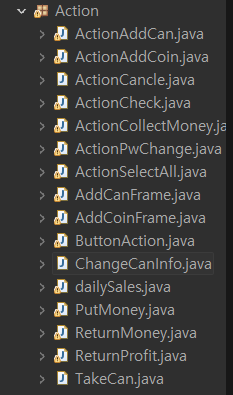 Action
ActionAddCan.java
ActionAddCoin.java
ActionCancle.java
ActionCheck.java
ActionCollectMoney.ja
ActionPwChange.java
ActionSelectAll.java
AddCanFrame.java
AddCoinFrame.java
ButtonAction.java
ChangeCanInfo.java
dailySales.java
PutMoney.java
ReturnMoney.java
ReturnProfit.java
TakeCan.java